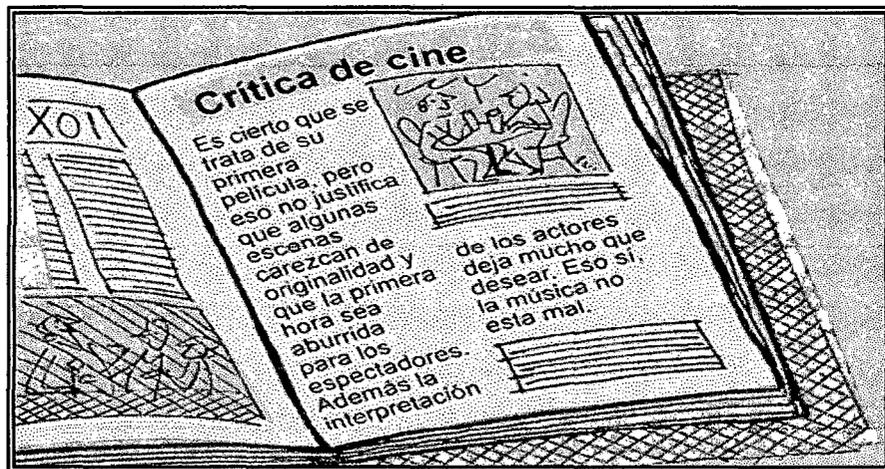 XOI
Crítica de cine
Es cierto que se
trata de su
primera
película, pero
eso no justifica
que algunas
escenas
carezcan de
originalidad y
que la primera
hora sea
aburrida
para los
espectadores.
Además la
interpretación
de los actores
deja mucho que
desear. Eso sí,
la música no
esta mal.